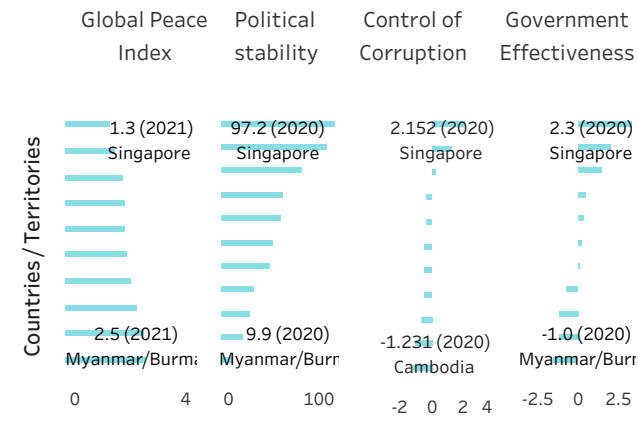 Global Peace Index
Political stability
Control of Corruption
Government Effectiveness
Countries / Territories
1.3 (2021)
Singapore
97.2 (2020)
Singapore
2.152 (2020)
Singapore
2.3 (2020)
Singapore
2.5 (2021)
Myanmar/Burma
9.9 (2020)
Myanmar/Burn
-1.231 (2020)
Cambodia
-1.0 (2020)
Myanmar/Burr
0 4
0 100
-2 0 2 4
-2.5 0 2.5